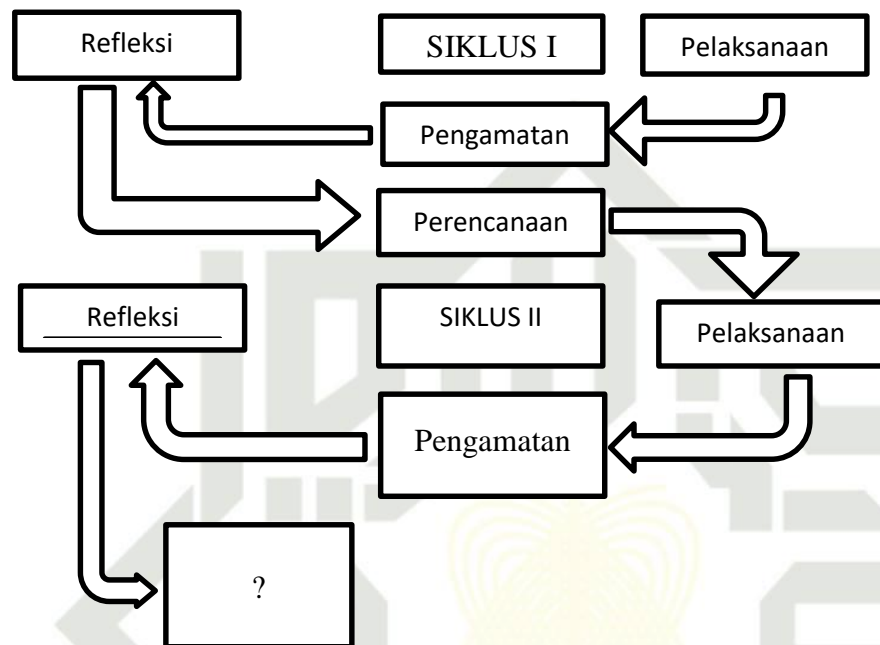 Refleksi
SIKLUS I
Pelaksanaan
Pengamatan
Perencanaan
Refleksi
SIKLUS II
Pelaksanaan
Pengamatan
?